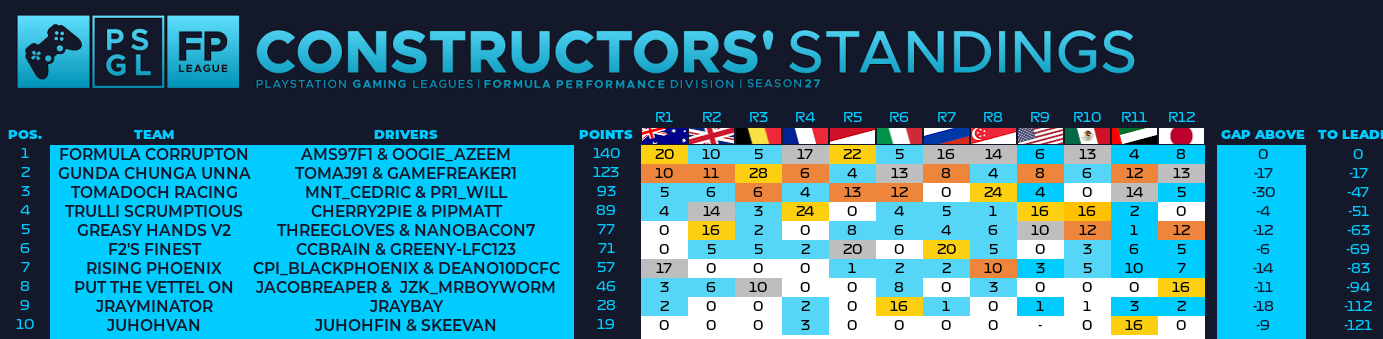 PS GL FP LEAGUE CONSTRUCTORS' STANDINGS
PLAYSTATION GAMING LEAGUES | FORMULA PERFORMANCE DIVISION | SEASON 27
R1 R2 R3 R4 R5 R6 R7 R8 R9 R10 R11 R12
POS. TEAM DRIVERS POINTS GAP ABOVE TO LEADE
1 FORMULA CORRUPTON AMS97F1 & OOGIE_AZEEM 140 20 10 5 17 22 5 16 14 6 13 4 8 0 0
2 GUNDA CHUNGA UNNA TOMAJ91 & GAMEFREAKER1 123 10 11 28 6 4 13 8 4 8 6 12 13 -17 -17
3 TOMADOCH RACING MNT_CEDRIC & PR1_WILL 93 5 6 6 4 13 12 0 24 4 0 14 5 -30 -47
4 TRULLI SCRUMPTIOUS CHERRY2PIE & PIPMATT 89 4 14 3 24 0 4 5 1 16 16 2 0 -4 -51
5 GREASY HANDS V2 THREEGLOVES & NANOBACON7 77 0 16 2 0 8 6 4 6 10 12 1 12 -12 -63
6 F2'S FINEST CCBRAIN & GREENY-LFC123 71 0 5 5 2 20 0 20 5 0 3 6 5 -6 -69
7 RISING PHOENIX CPI_BLACKPHOENIX & DEANO10DCFC 57 17 0 0 0 1 2 2 10 3 5 10 7 -14 -83
8 PUT THE VETTEL ON JACOBREAPER & JZK_MRBOYWORM 46 3 6 10 0 0 8 0 3 0 0 0 16 -11 -94
9 JRAYMINATOR JRAYBAY 28 2 0 0 2 0 16 1 0 1 1 3 2 -18 -112
10 JUHOHVAN JUHOHFIN & SKEEVAN 19 0 0 0 3 0 0 0 0 - 0 16 0 -9 -121